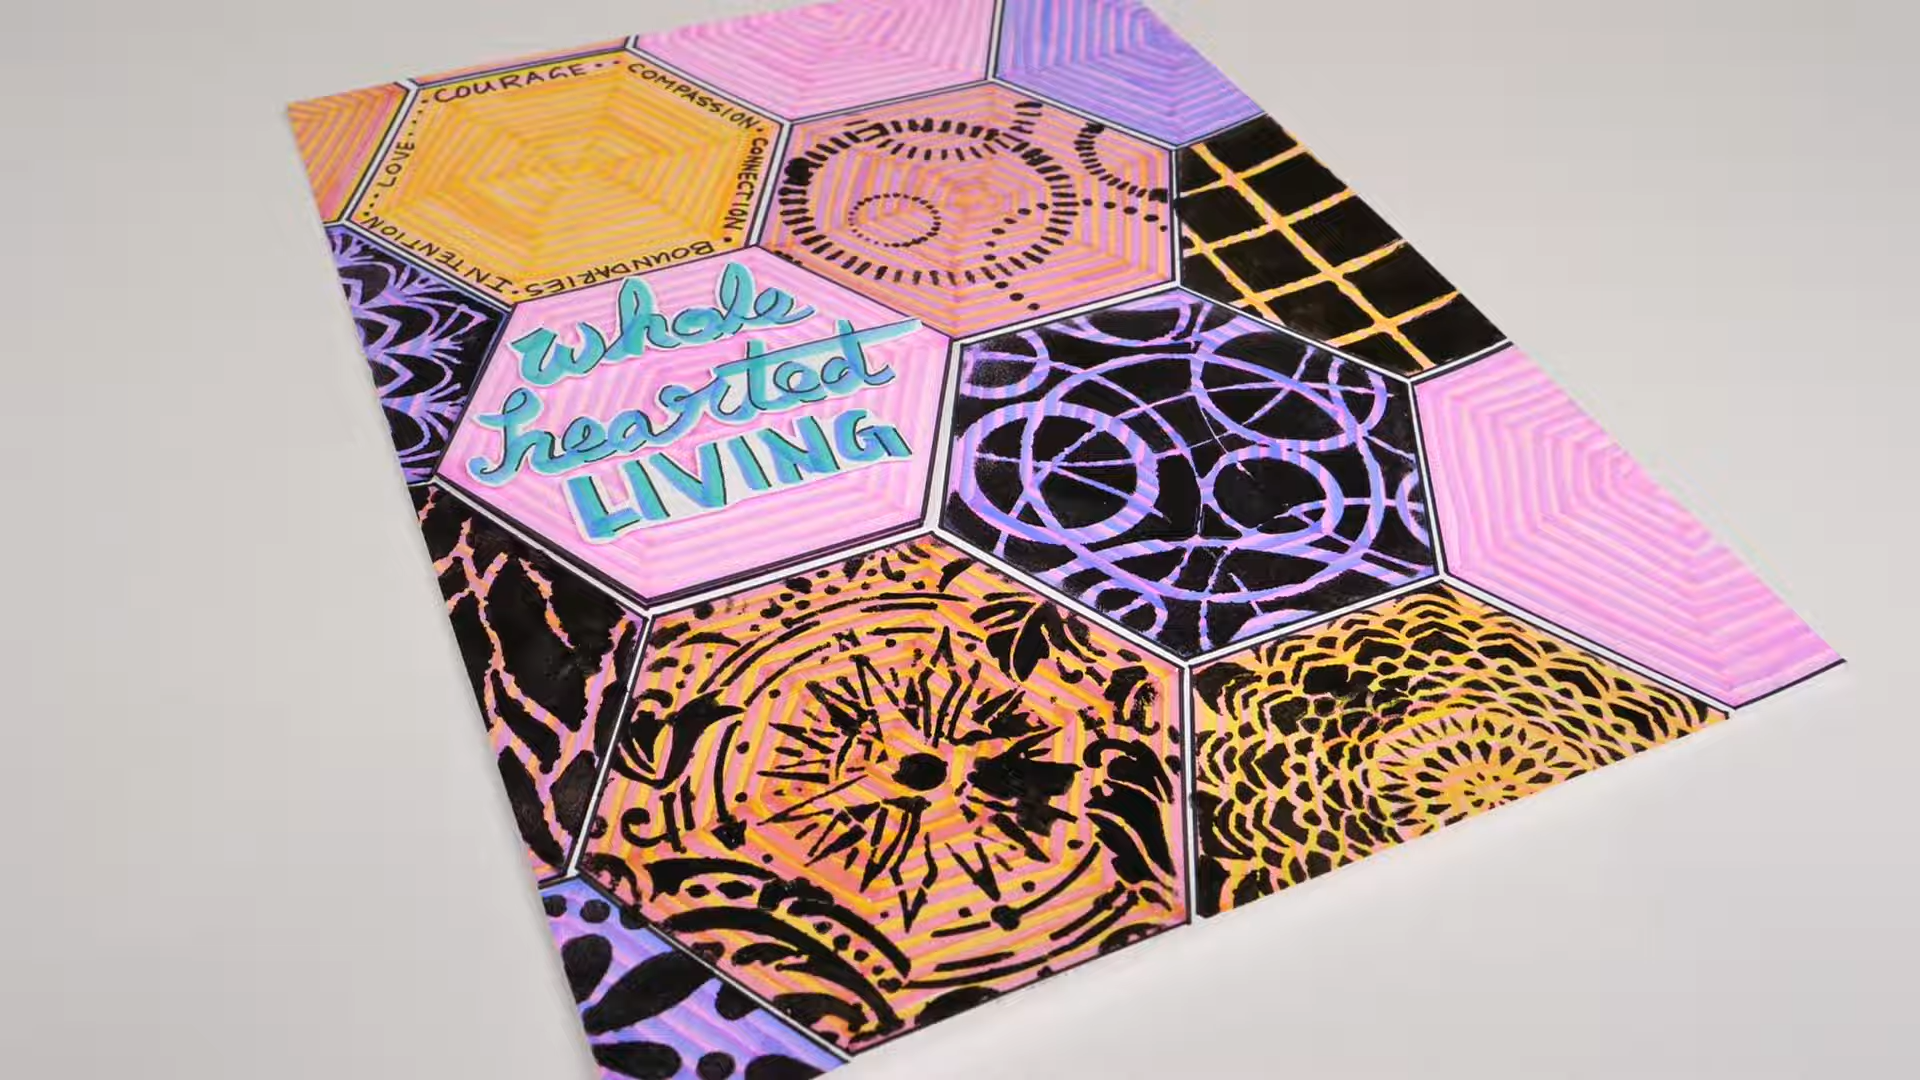 COURAGE
COMPASSION
CONNECTION
BOUNDARIES
INTENTION
LOVE
whole
hearted
LIVING